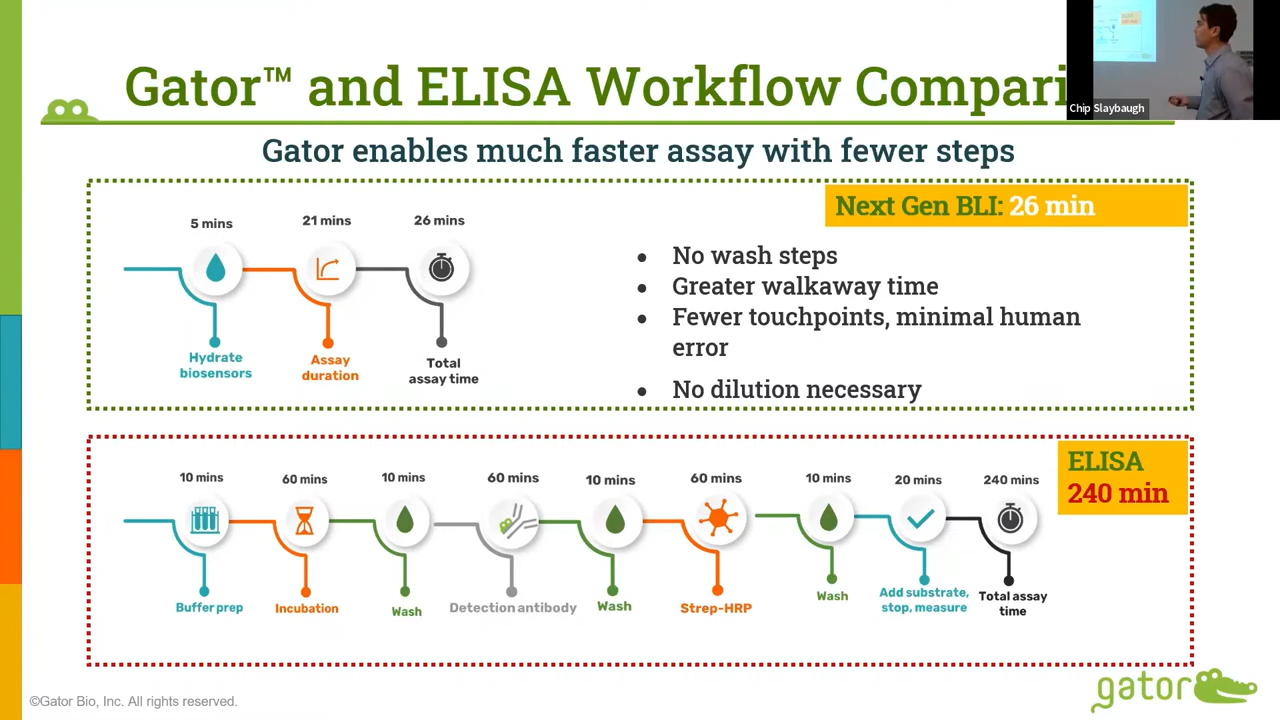 Gator™ and ELISA Workflow Compari
Chip Slaybaugh
Gator enables much faster assay with fewer steps
Next Gen BLI: 26 min
5 mins
21 mins
26 mins
Hydrate
biosensors
Assay
duration
Total
assay time
● No wash steps
● Greater walkaway time
● Fewer touchpoints, minimal human
error
● No dilution necessary
ELISA
240 min
10 mins
60 mins
10 mins
60 mins
10 mins
60 mins
10 mins
20 mins
240 mins
Buffer prep
Incubation
Wash
Detection antibody
Wash
Strep-HRP
Wash
Add substrate,
stop, measure
Total assay
time
©Gator Bio, Inc. All rights reserved.
gator